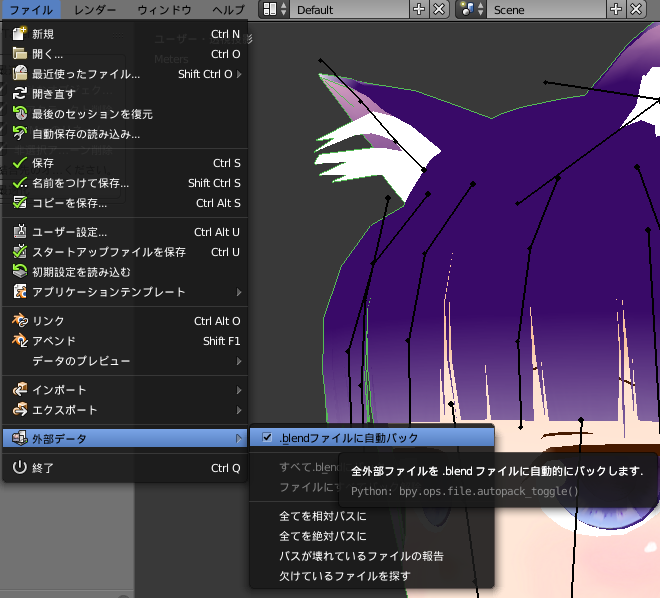 ファイル レンダー ウィンドウ ヘルプ Default Scene
新規 Ctrl N
開く... Ctrl O
最近使ったファイル... Shift Ctrl O
開き直す
最後のセッションを復元
自動保存の読み込み...
保存 Ctrl S
名前をつけて保存... Shift Ctrl S
コピーを保存... Ctrl Alt S
ユーザー設定... Ctrl Alt U
スタートアップファイルを保存 Ctrl U
初期設定を読み込む
アプリケーションテンプレート
リンク Ctrl Alt O
アペンド Shift F1
データのプレビュー
インポート
エクスポート
外部データ
終了 Ctrl Q
.blendファイルに自動パック
すべて.blen
ファイルに
全てを相対パスに
全てを絶対パスに
パスが壊れているファイルの報告
欠けているファイルを探す
全外部ファイルを .blend ファイルに自動的にパックします.
Python: bpy.ops.file.autopack_toggle()
Meters